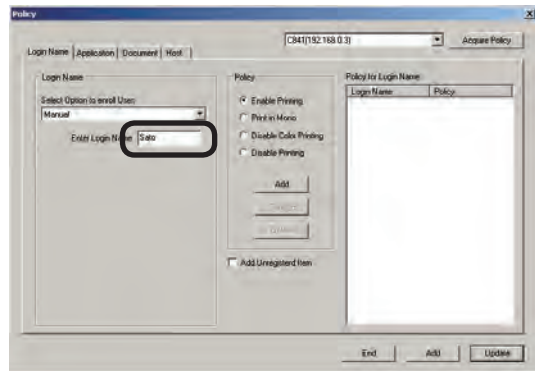 Policy
C841(192.168.0.3)
Acquire Policy
Login Name
Application
Document
Host
Login Name
Select Option to enroll User:
Manual
Enter Login Name
Sato
Policy
Enable Printing
Print in Mono
Disable Color Printing
Disable Printing
Add
Add Unregisterd Item
Policy for Login Name
Login Name
Policy
End
Add
Update